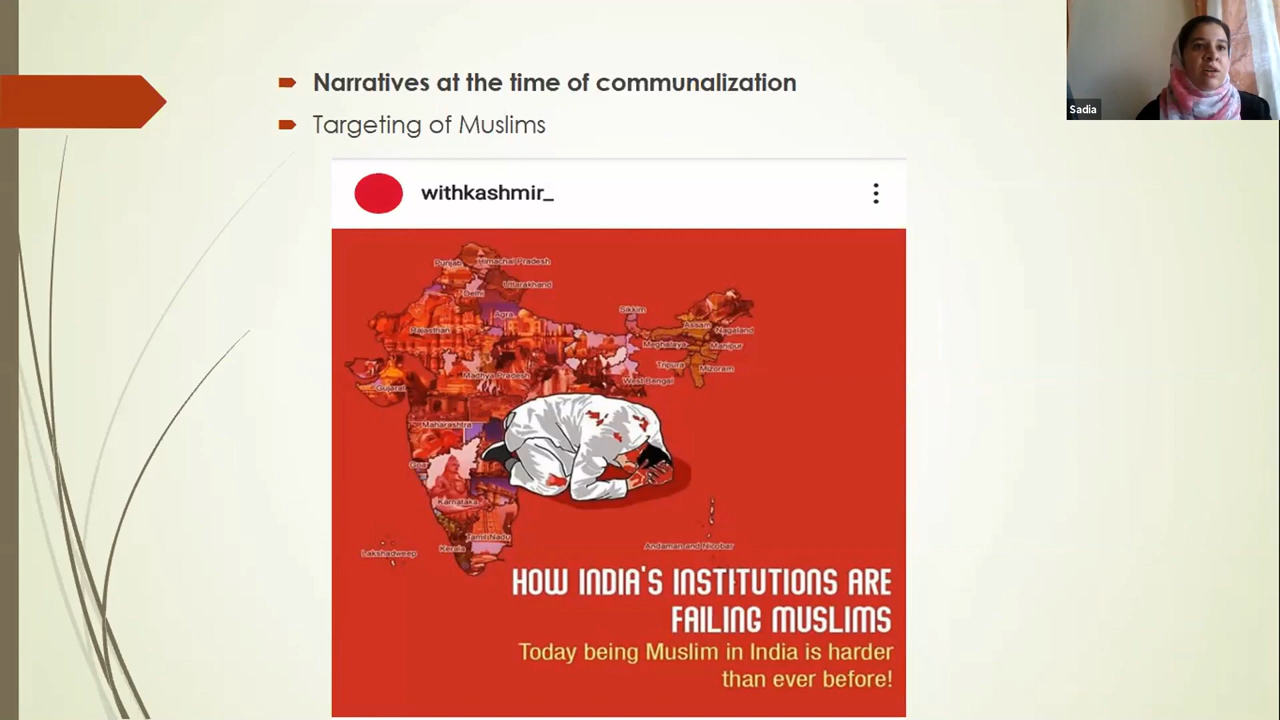 Narratives at the time of communalization
Targeting of Muslims
Sadia
withkashmir_
Punjab
Himachal Pradesh
Uttarakhand
Delhi
Agra
Rajasthan
Sikkim
Assam
Nagaland
Meghalaya
Manipur
Tripura
Mizoram
West Bengal
Madhya Pradesh
Gujarat
Maharashtra
Goa
Karnataka
Tamil Nadu
Kerala
Lakshadweep
Andaman and Nicobar
HOW INDIA'S INSTITUTIONS ARE
FAILING MUSLIMS
Today being Muslim in India is harder
than ever before!